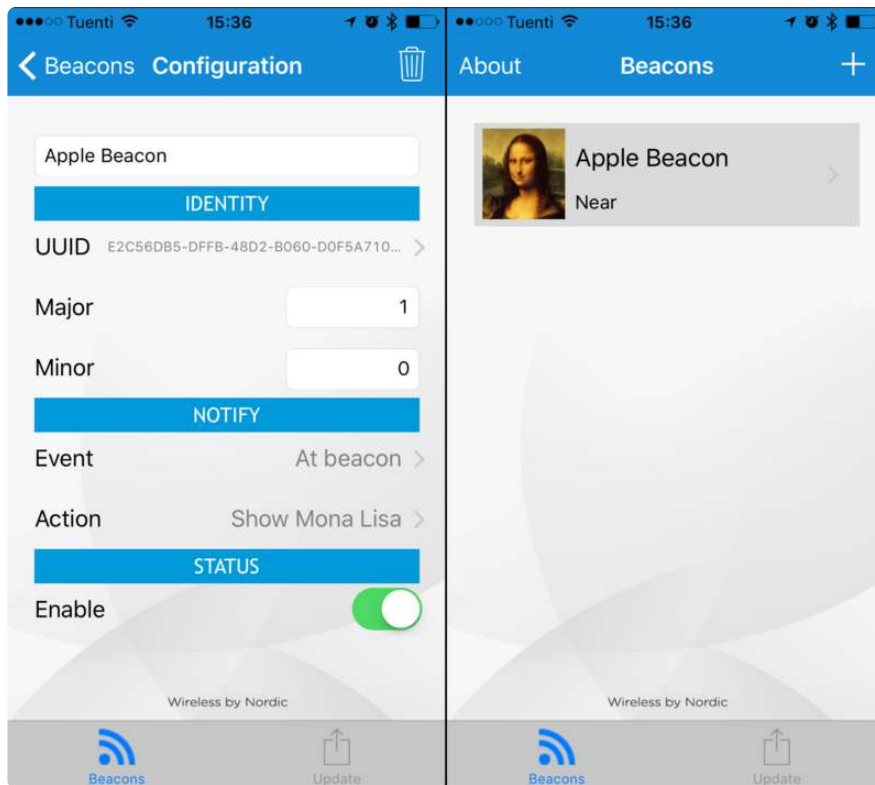 Tuenti 15:36
Beacons Configuration
Apple Beacon
IDENTITY
UUID E2C56DB5-DFFB-48D2-B060-D0F5A710...
Major 1
Minor 0
NOTIFY
Event At beacon
Action Show Mona Lisa
STATUS
Enable
Wireless by Nordic
Beacons Update
Tuenti 15:36
About Beacons +
Apple Beacon
Near
Wireless by Nordic
Beacons Update